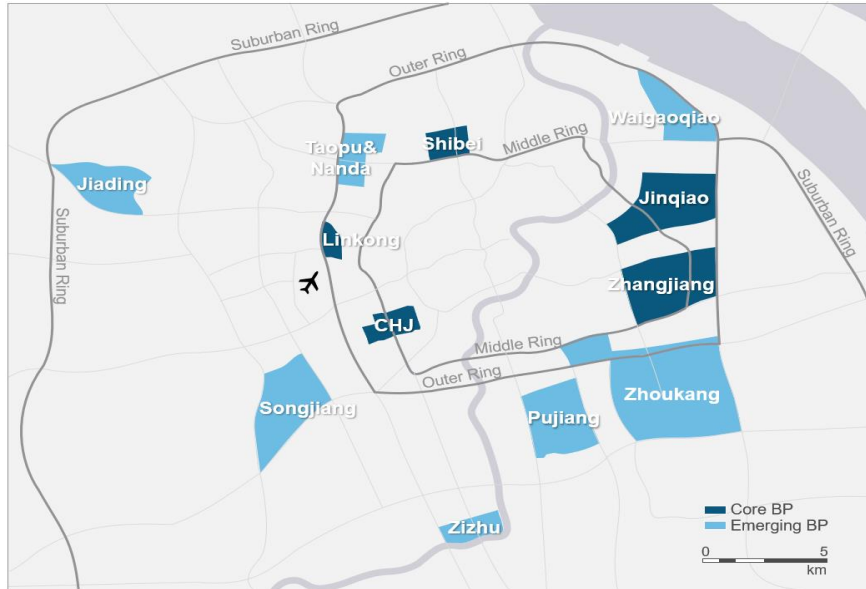 Suburban Ring
Outer Ring
Waigaoqiao
Taopu&
Nanda
Shibei
Middle Ring
Jiading
Jinqiao
Suburban Ring
Suburban Ring
Linkong
Zhangjiang
CHJ
Middle Ring
Outer Ring
Songjiang
Pujiang
Zhoukang
Zizhu
Core BP
Emerging BP
0 5
km